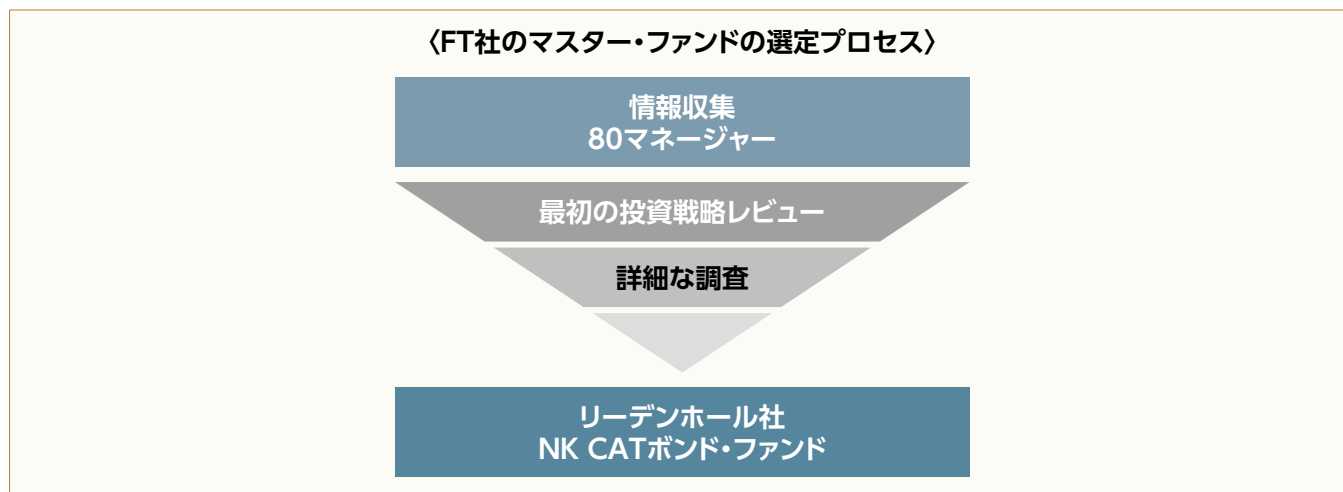 〈FT社のマスター・ファンドの選定プロセス〉
情報収集
80マネージャー
最初の投資戦略レビュー
詳細な調査
リーデンホール社
NK CATボンド・ファンド